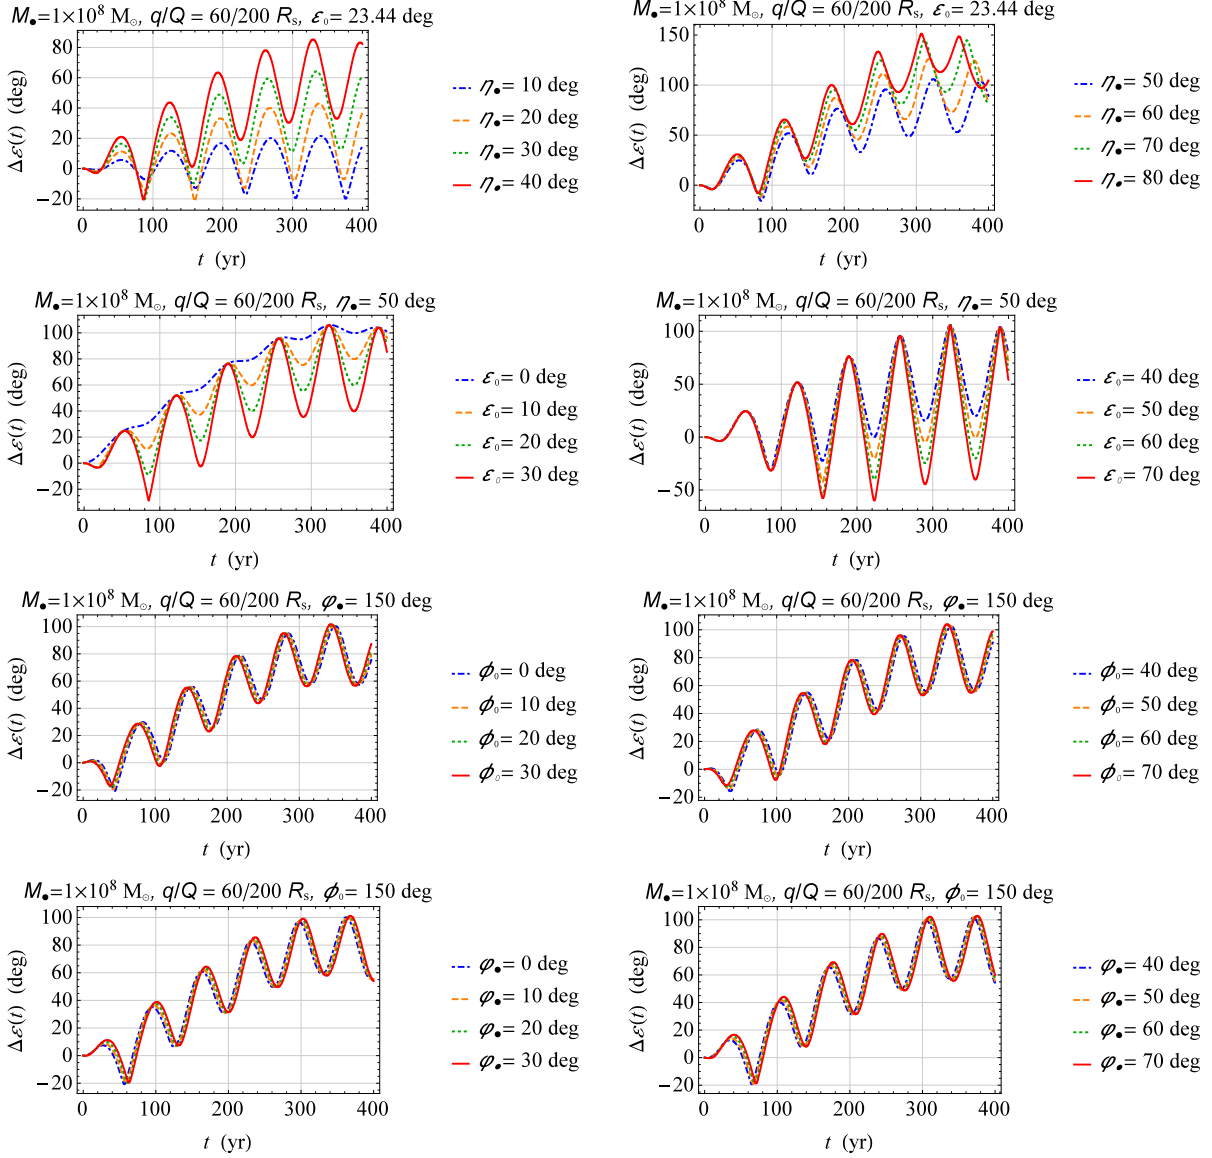 M●=1×10⁸ M⊙, q/Q = 60/200 Rs, ε₀= 23.44 deg
80
60
40
20
0
−20
Δε(t) (deg)
0 100 200 300 400
t (yr)
η●= 10 deg
η●= 20 deg
η●= 30 deg
η●= 40 deg
M●=1×10⁸ M⊙, q/Q = 60/200 Rs, ε₀= 23.44 deg
150
100
50
0
Δε(t) (deg)
0 100 200 300 400
t (yr)
η●= 50 deg
η●= 60 deg
η●= 70 deg
η●= 80 deg
M●=1×10⁸ M⊙, q/Q = 60/200 Rs, η●= 50 deg
100
80
60
40
20
0
−20
Δε(t) (deg)
0 100 200 300 400
t (yr)
ε₀= 0 deg
ε₀= 10 deg
ε₀= 20 deg
ε₀= 30 deg
M●=1×10⁸ M⊙, q/Q = 60/200 Rs, η●= 50 deg
100
50
0
−50
Δε(t) (deg)
0 100 200 300 400
t (yr)
ε₀= 40 deg
ε₀= 50 deg
ε₀= 60 deg
ε₀= 70 deg
M●=1×10⁸ M⊙, q/Q = 60/200 Rs, φ●= 150 deg
100
80
60
40
20
0
−20
Δε(t) (deg)
0 100 200 300 400
t (yr)
ϕ₀= 0 deg
ϕ₀= 10 deg
ϕ₀= 20 deg
ϕ₀= 30 deg
M●=1×10⁸ M⊙, q/Q = 60/200 Rs, φ●= 150 deg
100
80
60
40
20
0
−20
Δε(t) (deg)
0 100 200 300 400
t (yr)
ϕ₀= 40 deg
ϕ₀= 50 deg
ϕ₀= 60 deg
ϕ₀= 70 deg
M●=1×10⁸ M⊙, q/Q = 60/200 Rs, ϕ₀= 150 deg
100
80
60
40
20
0
−20
Δε(t) (deg)
0 100 200 300 400
t (yr)
φ●= 0 deg
φ●= 10 deg
φ●= 20 deg
φ●= 30 deg
M●=1×10⁸ M⊙, q/Q = 60/200 Rs, ϕ₀= 150 deg
100
80
60
40
20
0
−20
Δε(t) (deg)
0 100 200 300 400
t (yr)
φ●= 40 deg
φ●= 50 deg
φ●= 60 deg
φ●= 70 deg